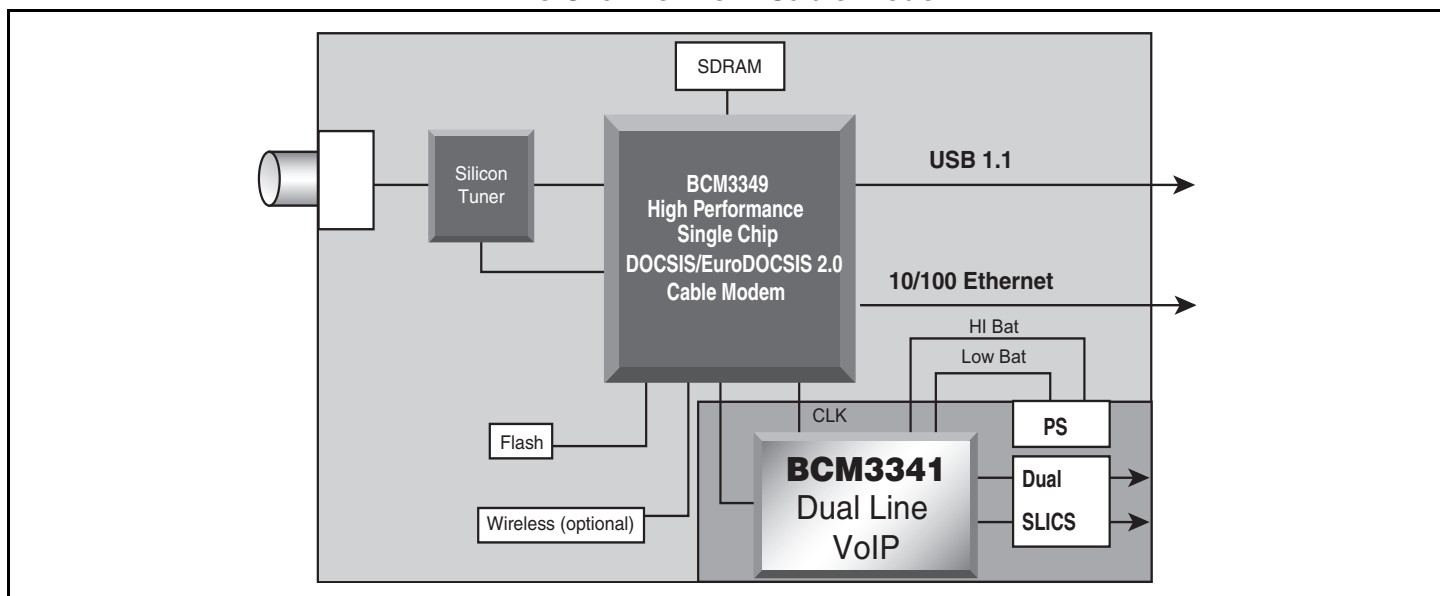 SDRAM
Silicon
Tuner
BCM3349
High Performance
Single Chip
DOCSIS/EuroDOCSIS 2.0
Cable Modem
USB 1.1
10/100 Ethernet
HI Bat
Low Bat
CLK
PS
Flash
Wireless (optional)
BCM3341
Dual Line
VoIP
Dual
SLICS